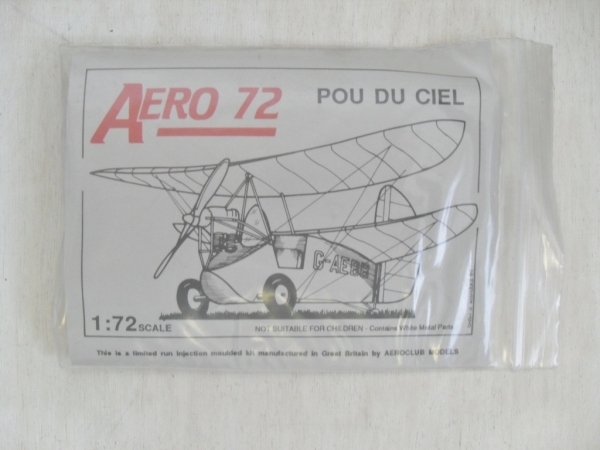 AERO 72
POU DU CIEL
G-AEBB
1:72 SCALE
NOT SUITABLE FOR CHILDREN - Contains White Metal Parts
This is a limited run injection moulded kit manufactured in Great Britain by AEROCLUB MODELS